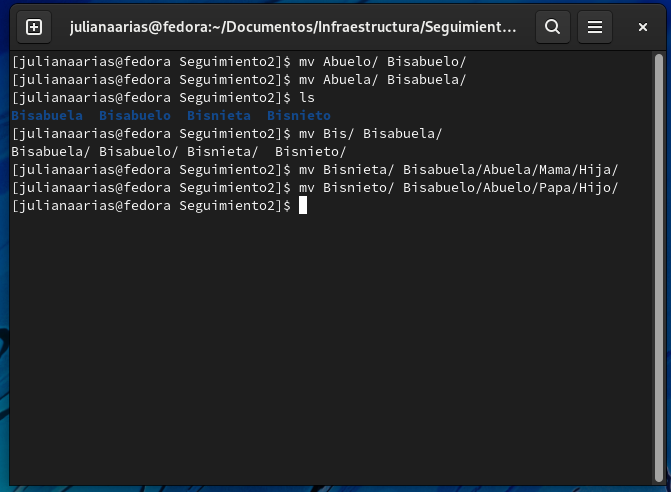 julianaarias@fedora:~/Documentos/Infraestructura/Seguimient...
[julianaarias@fedora Seguimiento2]$ mv Abuelo/ Bisabuelo/
[julianaarias@fedora Seguimiento2]$ mv Abuela/ Bisabuela/
[julianaarias@fedora Seguimiento2]$ ls
Bisabuela  Bisabuelo  Bisnieta  Bisnieto
[julianaarias@fedora Seguimiento2]$ mv Bis/ Bisabuela/
Bisabuela/ Bisabuelo/ Bisnieta/  Bisnieto/
[julianaarias@fedora Seguimiento2]$ mv Bisnieta/ Bisabuela/Abuela/Mama/Hija/
[julianaarias@fedora Seguimiento2]$ mv Bisnieto/ Bisabuelo/Abuelo/Papa/Hijo/
[julianaarias@fedora Seguimiento2]$